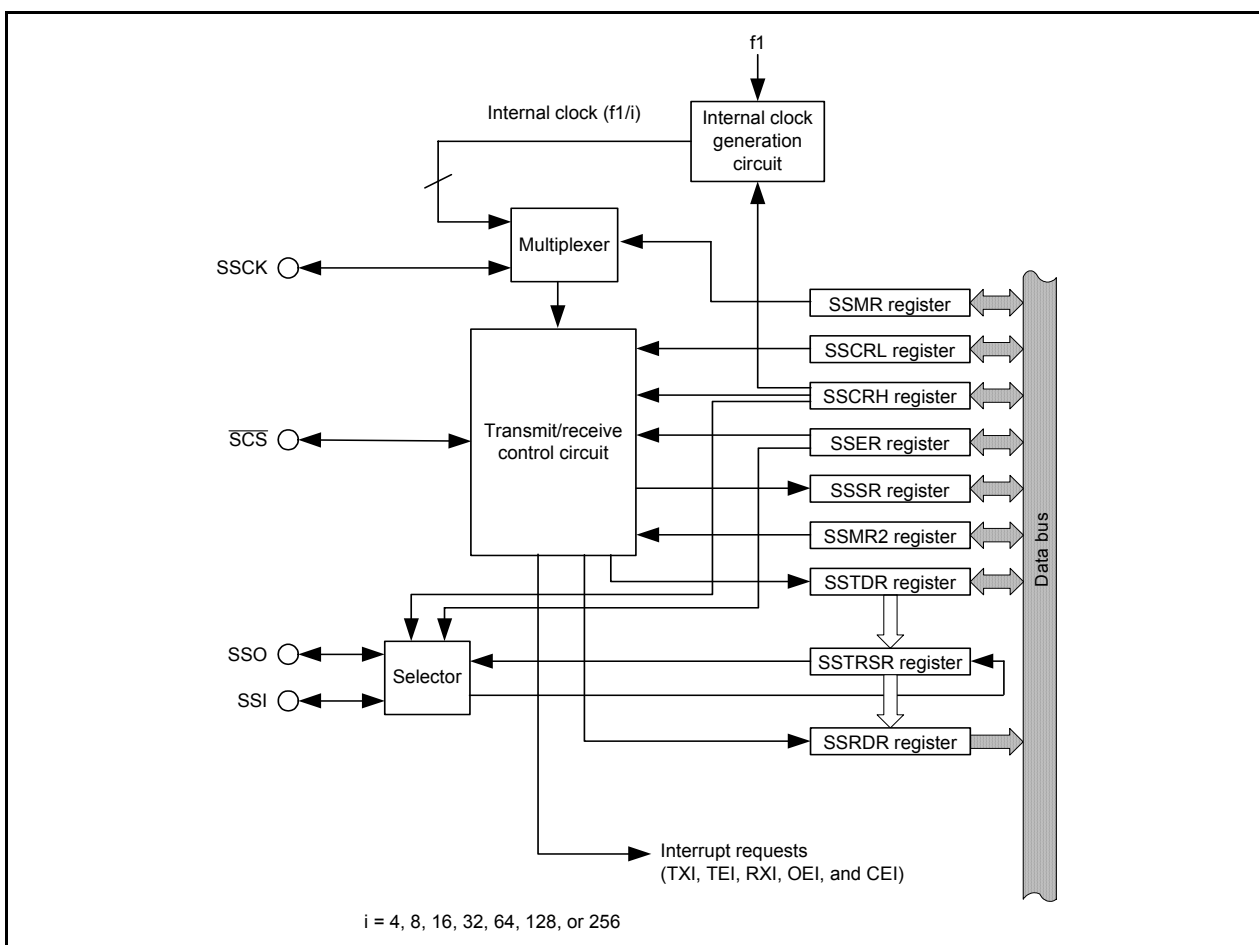 f1
Internal clock (f1/i)
Internal clock
generation
circuit
Multiplexer
SSCK
SSMR register
SSCRL register
SSCRH register
SCS
Transmit/receive
control circuit
SSER register
SSSR register
SSMR2 register
Data bus
SSTDR register
SSO
SSTRSR register
Selector
SSI
SSRDR register
Interrupt requests
(TXI, TEI, RXI, OEI, and CEI)
i = 4, 8, 16, 32, 64, 128, or 256